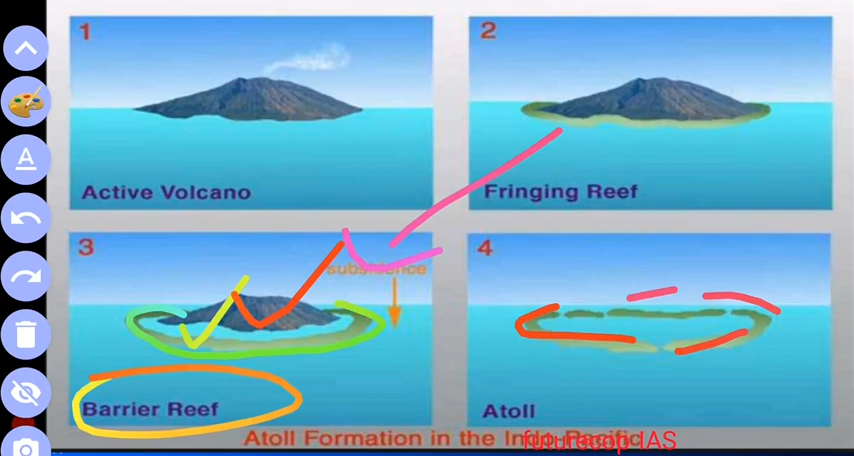 1
Active Volcano
2
Fringing Reef
3
subsidence
Barrier Reef
4
Atoll
Atoll Formation in the Indo-Pacific
futurecop IAS
A